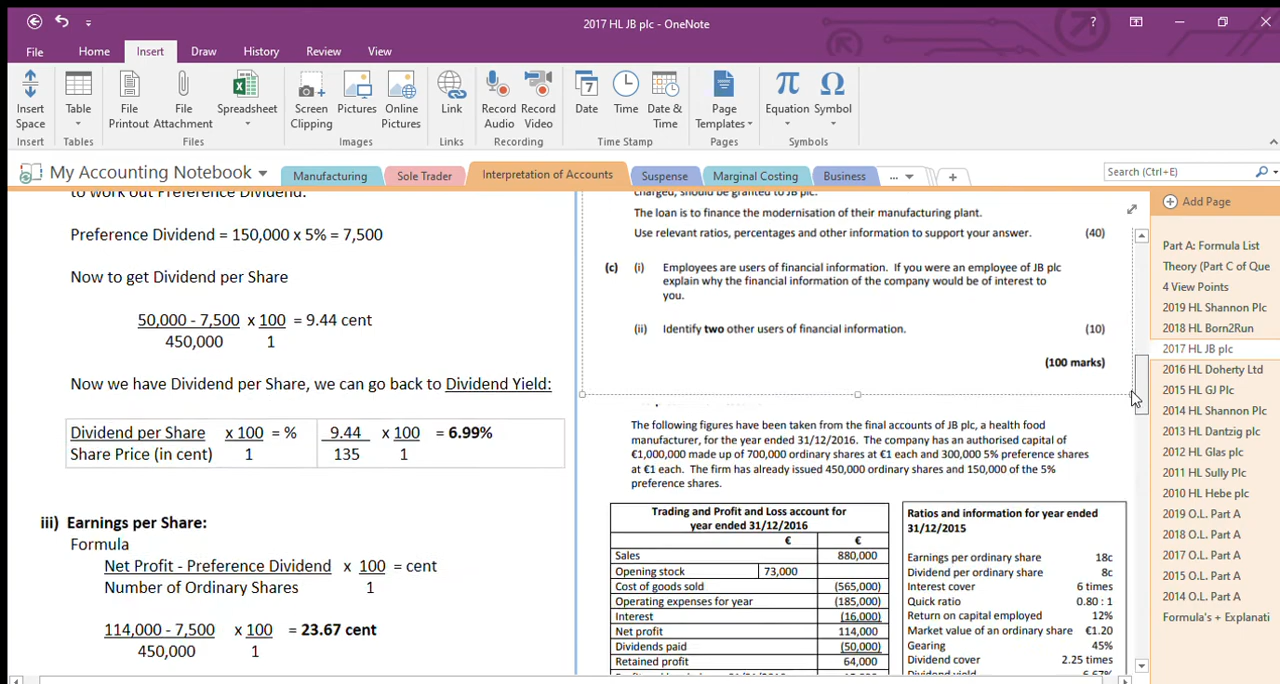 2017 HL JB plc - OneNote
?
File
Home
Insert
Draw
History
Review
View
Insert Space
Table
File Printout
File Attachment
Spreadsheet
Screen Clipping
Pictures
Online Pictures
Link
Record Audio
Record Video
Date
Time
Date & Time
Page Templates
π
Equation
Ω
Symbol
Insert
Tables
Files
Images
Links
Recording
Time Stamp
Pages
Symbols
My Accounting Notebook
Manufacturing
Sole Trader
Interpretation of Accounts
Suspense
Marginal Costing
Business
...
Search (Ctrl+E)
to work out Preference Dividend:
Preference Dividend = 150,000 x 5% = 7,500
Now to get Dividend per Share
50,000 - 7,500 x 100 = 9.44 cent
450,000 1
Now we have Dividend per Share, we can go back to Dividend Yield:
Dividend per Share x 100 = % 9.44 x 100 = 6.99%
Share Price (in cent) 1 135 1
iii) Earnings per Share:
Formula
Net Profit - Preference Dividend x 100 = cent
Number of Ordinary Shares 1
114,000 - 7,500 x 100 = 23.67 cent
450,000 1
charged, should be granted to JB plc.
The loan is to finance the modernisation of their manufacturing plant.
Use relevant ratios, percentages and other information to support your answer. (40)
(c) (i) Employees are users of financial information. If you were an employee of JB plc
explain why the financial information of the company would be of interest to
you.
(ii) Identify two other users of financial information. (10)
(100 marks)
The following figures have been taken from the final accounts of JB plc, a health food
manufacturer, for the year ended 31/12/2016. The company has an authorised capital of
€1,000,000 made up of 700,000 ordinary shares at €1 each and 300,000 5% preference shares
at €1 each. The firm has already issued 450,000 ordinary shares and 150,000 of the 5%
preference shares.
Trading and Profit and Loss account for
year ended 31/12/2016
€ €
Sales 880,000
Opening stock 73,000
Cost of goods sold (565,000)
Operating expenses for year (185,000)
Interest (16,000)
Net profit 114,000
Dividends paid (50,000)
Retained profit 64,000
Ratios and information for year ended
31/12/2015
Earnings per ordinary share 18c
Dividend per ordinary share 8c
Interest cover 6 times
Quick ratio 0.80 : 1
Return on capital employed 12%
Market value of an ordinary share €1.20
Gearing 45%
Dividend cover 2.25 times
Dividend yield 6.67%
Add Page
Part A: Formula List
Theory (Part C of Que
4 View Points
2019 HL Shannon Plc
2018 HL Born2Run
2017 HL JB plc
2016 HL Doherty Ltd
2015 HL GJ Plc
2014 HL Shannon Plc
2013 HL Dantzig plc
2012 HL Glas plc
2011 HL Sully Plc
2010 HL Hebe plc
2019 O.L. Part A
2018 O.L. Part A
2017 O.L. Part A
2015 O.L. Part A
2014 O.L. Part A
Formula's + Explanati